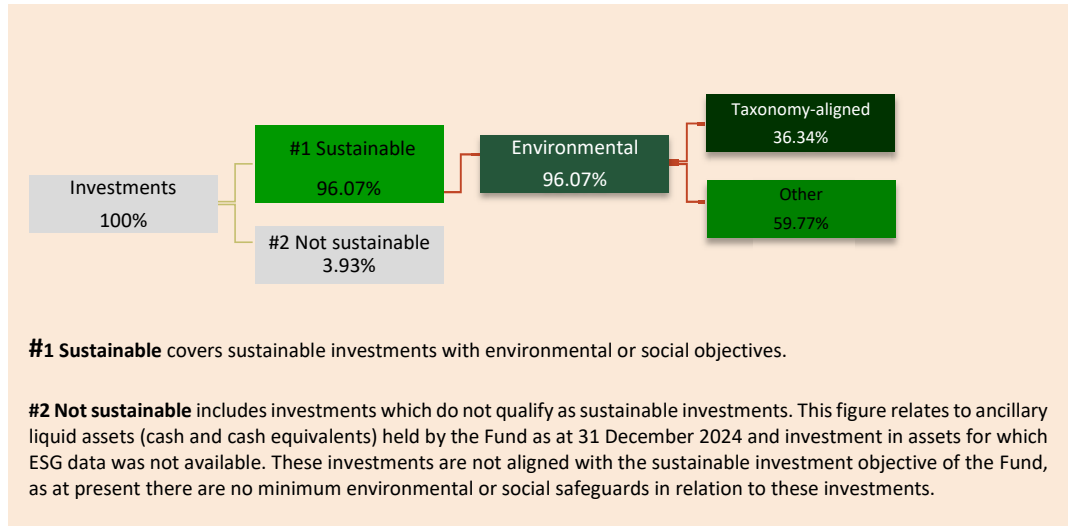 Taxonomy-aligned
36.34%
#1 Sustainable
96.07%
Environmental
96.07%
Investments
100%
Other
59.77%
#2 Not sustainable
3.93%
#1 Sustainable covers sustainable investments with environmental or social objectives.
#2 Not sustainable includes investments which do not qualify as sustainable investments. This figure relates to ancillary
liquid assets (cash and cash equivalents) held by the Fund as at 31 December 2024 and investment in assets for which
ESG data was not available. These investments are not aligned with the sustainable investment objective of the Fund,
as at present there are no minimum environmental or social safeguards in relation to these investments.